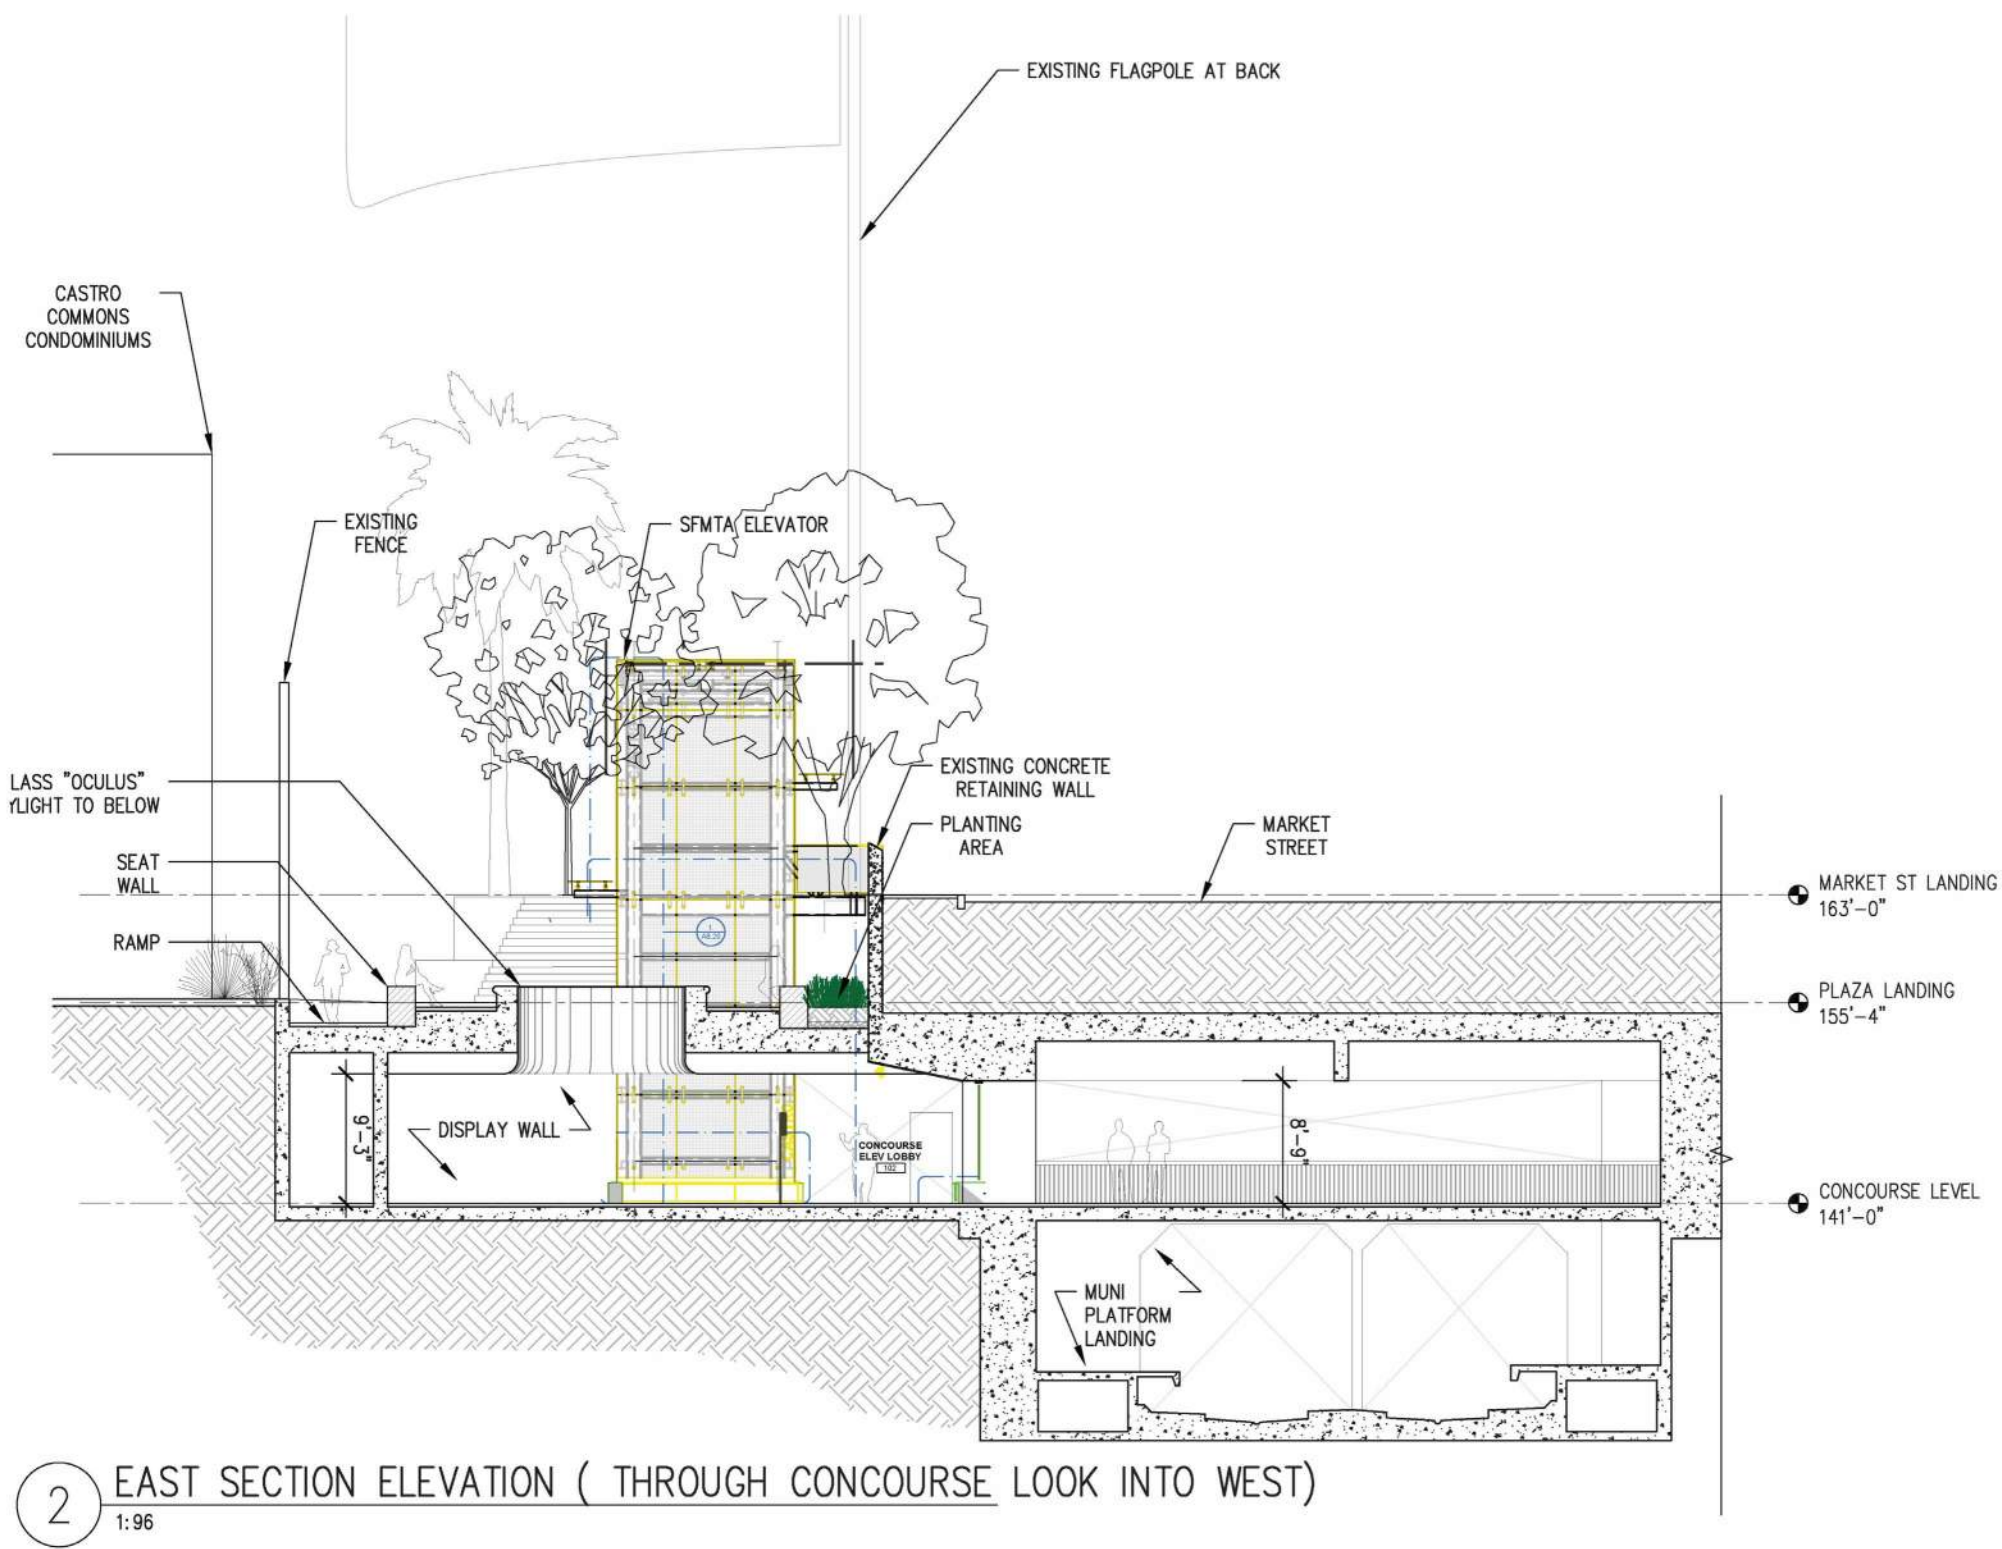 EXISTING FLAGPOLE AT BACK
CASTRO
COMMONS
CONDOMINIUMS
EXISTING
FENCE
SFMTA ELEVATOR
LASS "OCULUS"
YLIGHT TO BELOW
EXISTING CONCRETE
RETAINING WALL
PLANTING
AREA
MARKET
STREET
SEAT
WALL
RAMP
MARKET ST LANDING
163'-0"
PLAZA LANDING
155'-4"
1
9'-3"
DISPLAY WALL
CONCOURSE
ELEV LOBBY
102
8'-9"
CONCOURSE LEVEL
141'-0"
MUNI
PLATFORM
LANDING
2
EAST SECTION ELEVATION ( THROUGH CONCOURSE LOOK INTO WEST)
1:96